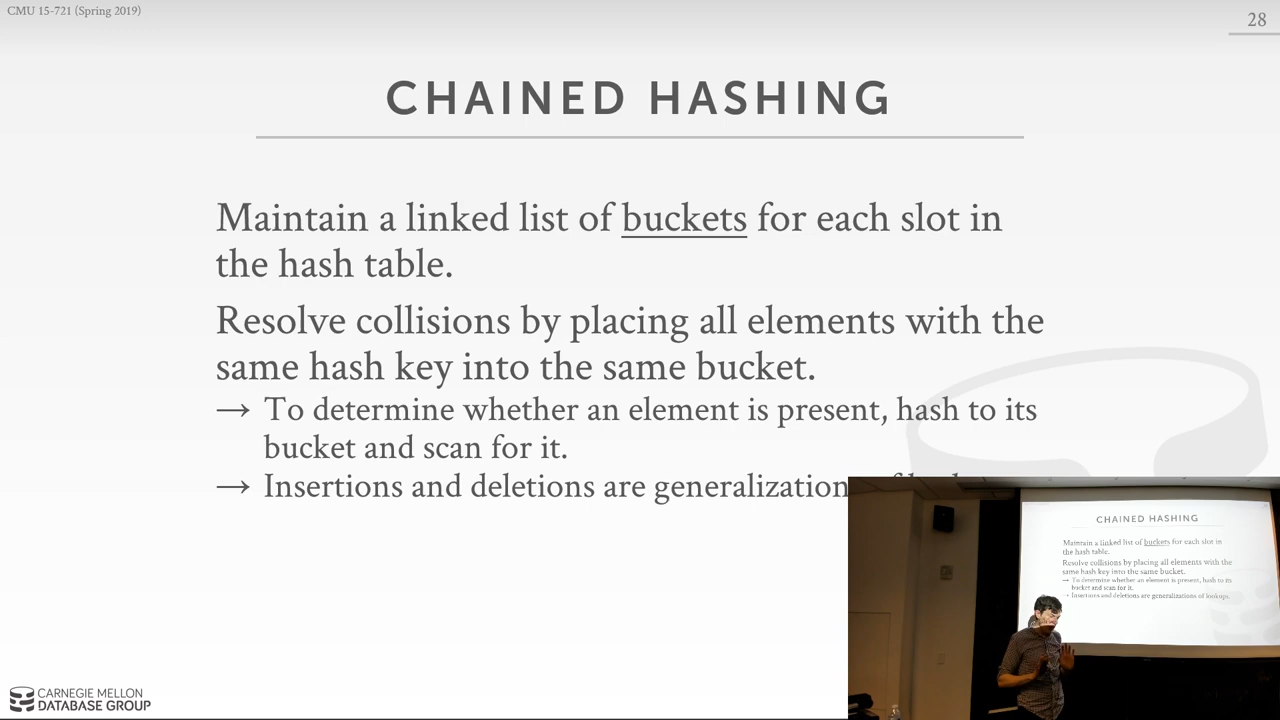 CMU 15-721 (Spring 2019)
28
CHAINED HASHING
Maintain a linked list of buckets for each slot in
the hash table.
Resolve collisions by placing all elements with the
same hash key into the same bucket.
→ To determine whether an element is present, hash to its
bucket and scan for it.
→ Insertions and deletions are generalization
CARNEGIE MELLON
DATABASE GROUP
CHAINED HASHING
Maintain a linked list of buckets for each slot in
the hash table.
Resolve collisions by placing all elements with the
same hash key into the same bucket.
→ To determine whether an element is present, hash to its
bucket and scan for it.
→ Insertions and deletions are generalizations of lookups.